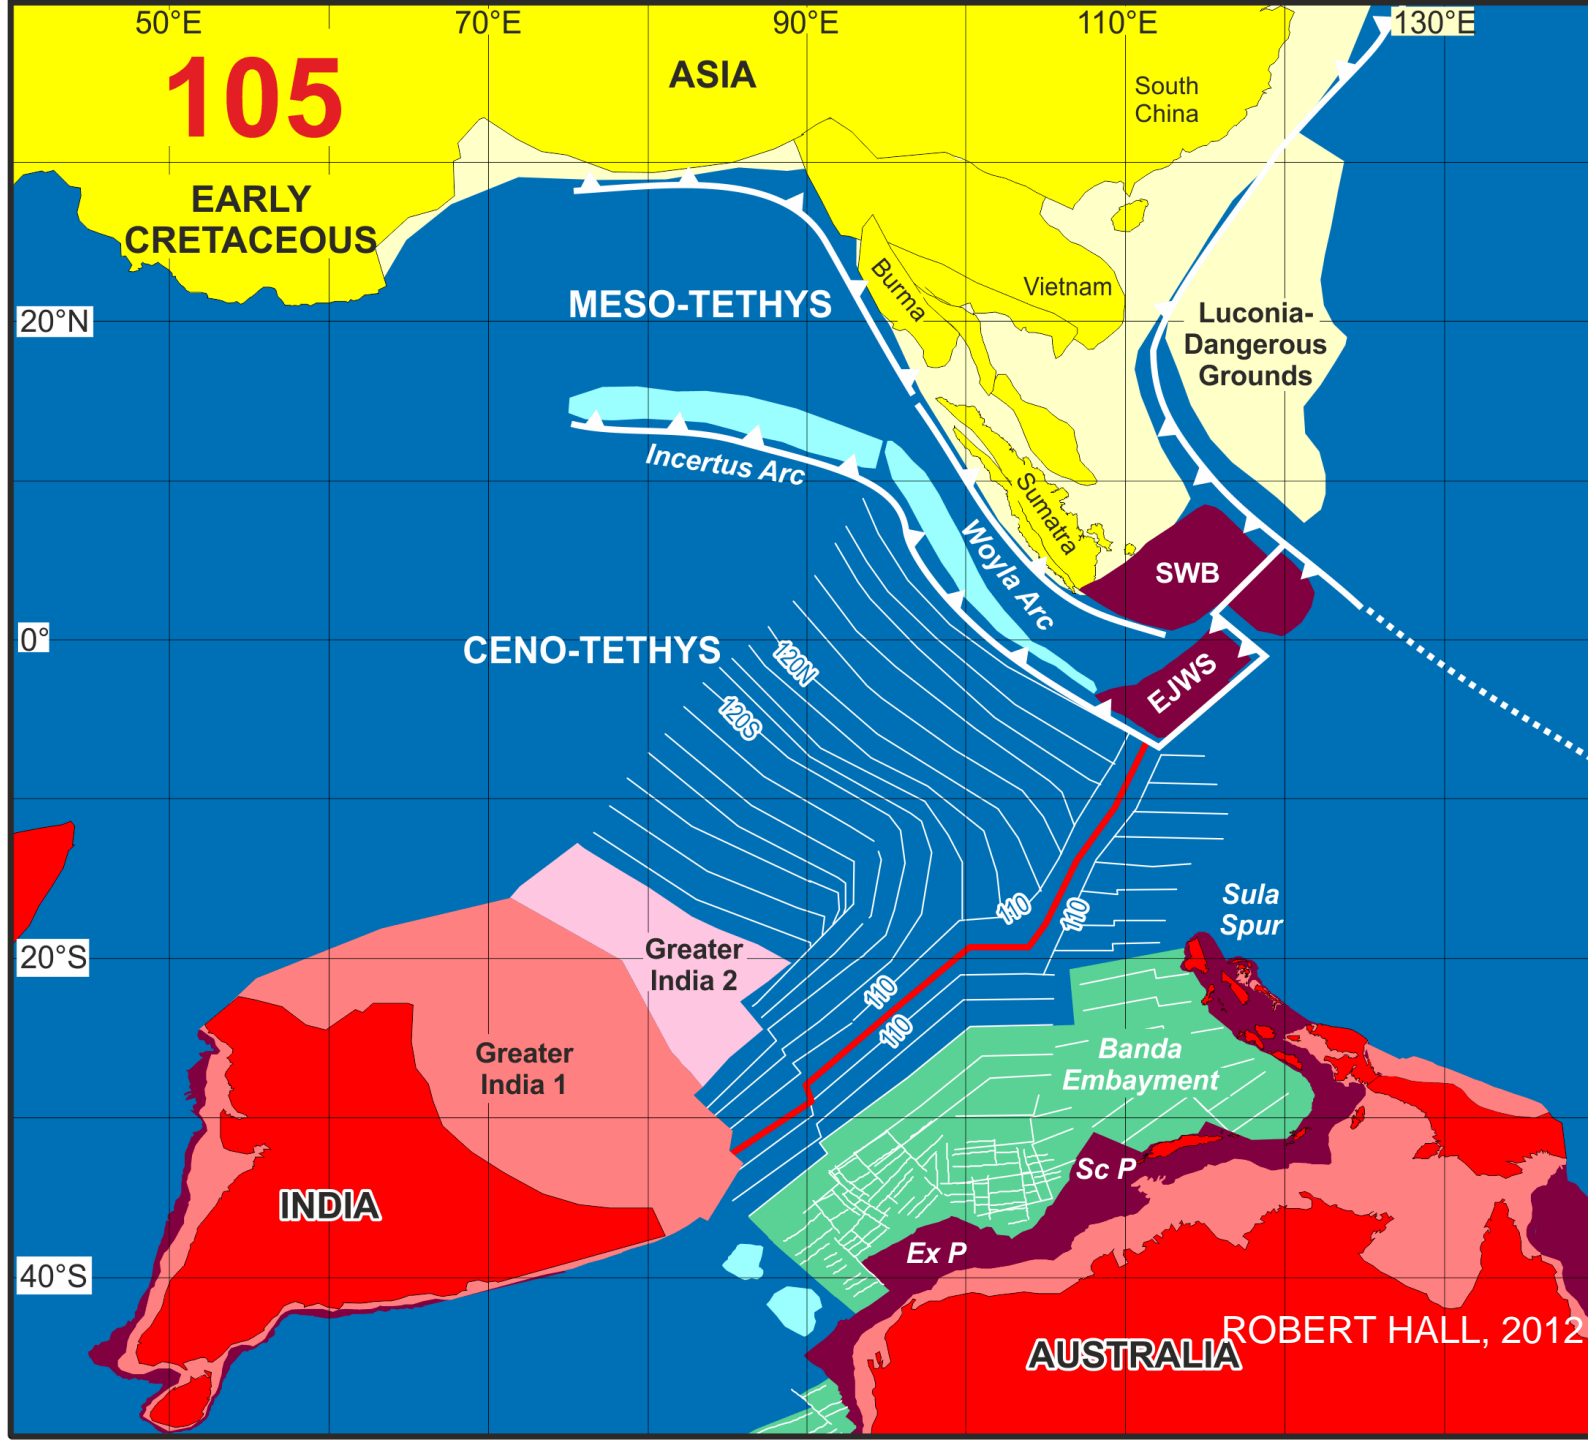 50°E
70°E
90°E
110°E
130°E
105
ASIA
South
China
EARLY
CRETACEOUS
MESO-TETHYS
Burma
Vietnam
20°N
Luconia-
Dangerous
Grounds
Incertus Arc
Sumatra
Woyla Arc
SWB
0°
CENO-TETHYS
120N
EJWS
120S
110
110
Sula
Spur
20°S
Greater
India 2
110
110
Greater
India 1
Banda
Embayment
Sc P
INDIA
Ex P
40°S
ROBERT HALL, 2012
AUSTRALIA